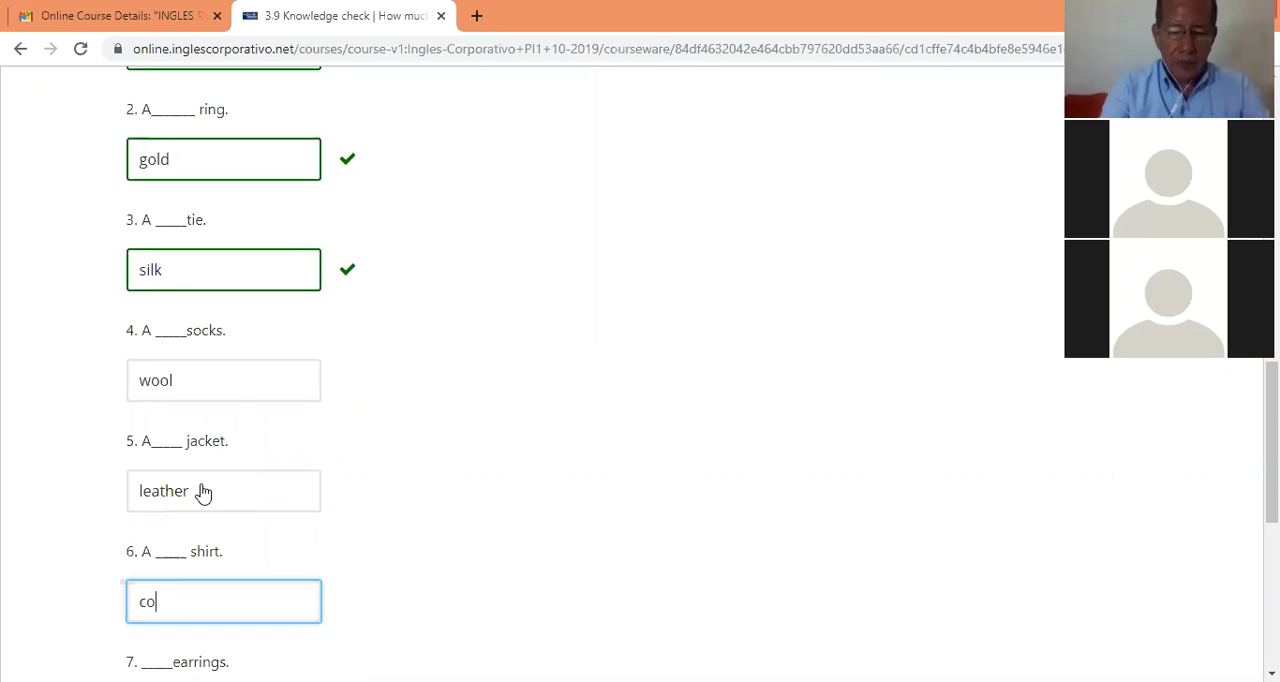 Online Course Details: "INGLES
3.9 Knowledge check | How much
online.inglescorporativo.net/courses/course-v1:Ingles-Corporativo+PI1+10-2019/courseware/84df4632042e464cbb797620dd53aa66/cd1cffe74c4b4bfe8e5946e1
2. A______ ring.
gold
3. A ____tie.
silk
4. A ____socks.
wool
5. A____ jacket.
leather
6. A ____ shirt.
co
7. ____earrings.